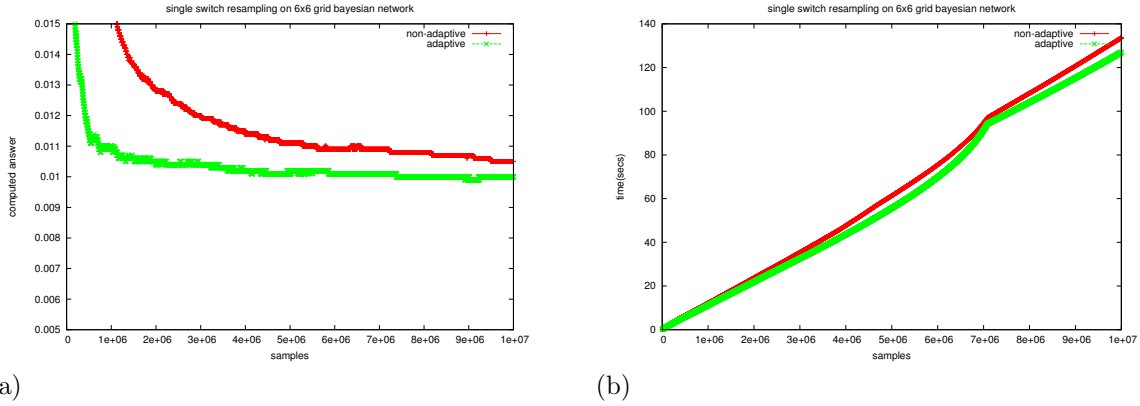 single switch resampling on 6x6 grid bayesian network
0.015
0.014
0.013
0.012
0.011
0.01
0.009
0.008
0.007
0.006
0.005
computed answer
non-adaptive
adaptive
0 1e+06 2e+06 3e+06 4e+06 5e+06 6e+06 7e+06 8e+06 9e+06 1e+07
samples
a)
single switch resampling on 6x6 grid bayesian network
140
120
100
80
60
40
20
0
time(secs)
non-adaptive
adaptive
0 1e+06 2e+06 3e+06 4e+06 5e+06 6e+06 7e+06 8e+06 9e+06 1e+07
samples
(b)